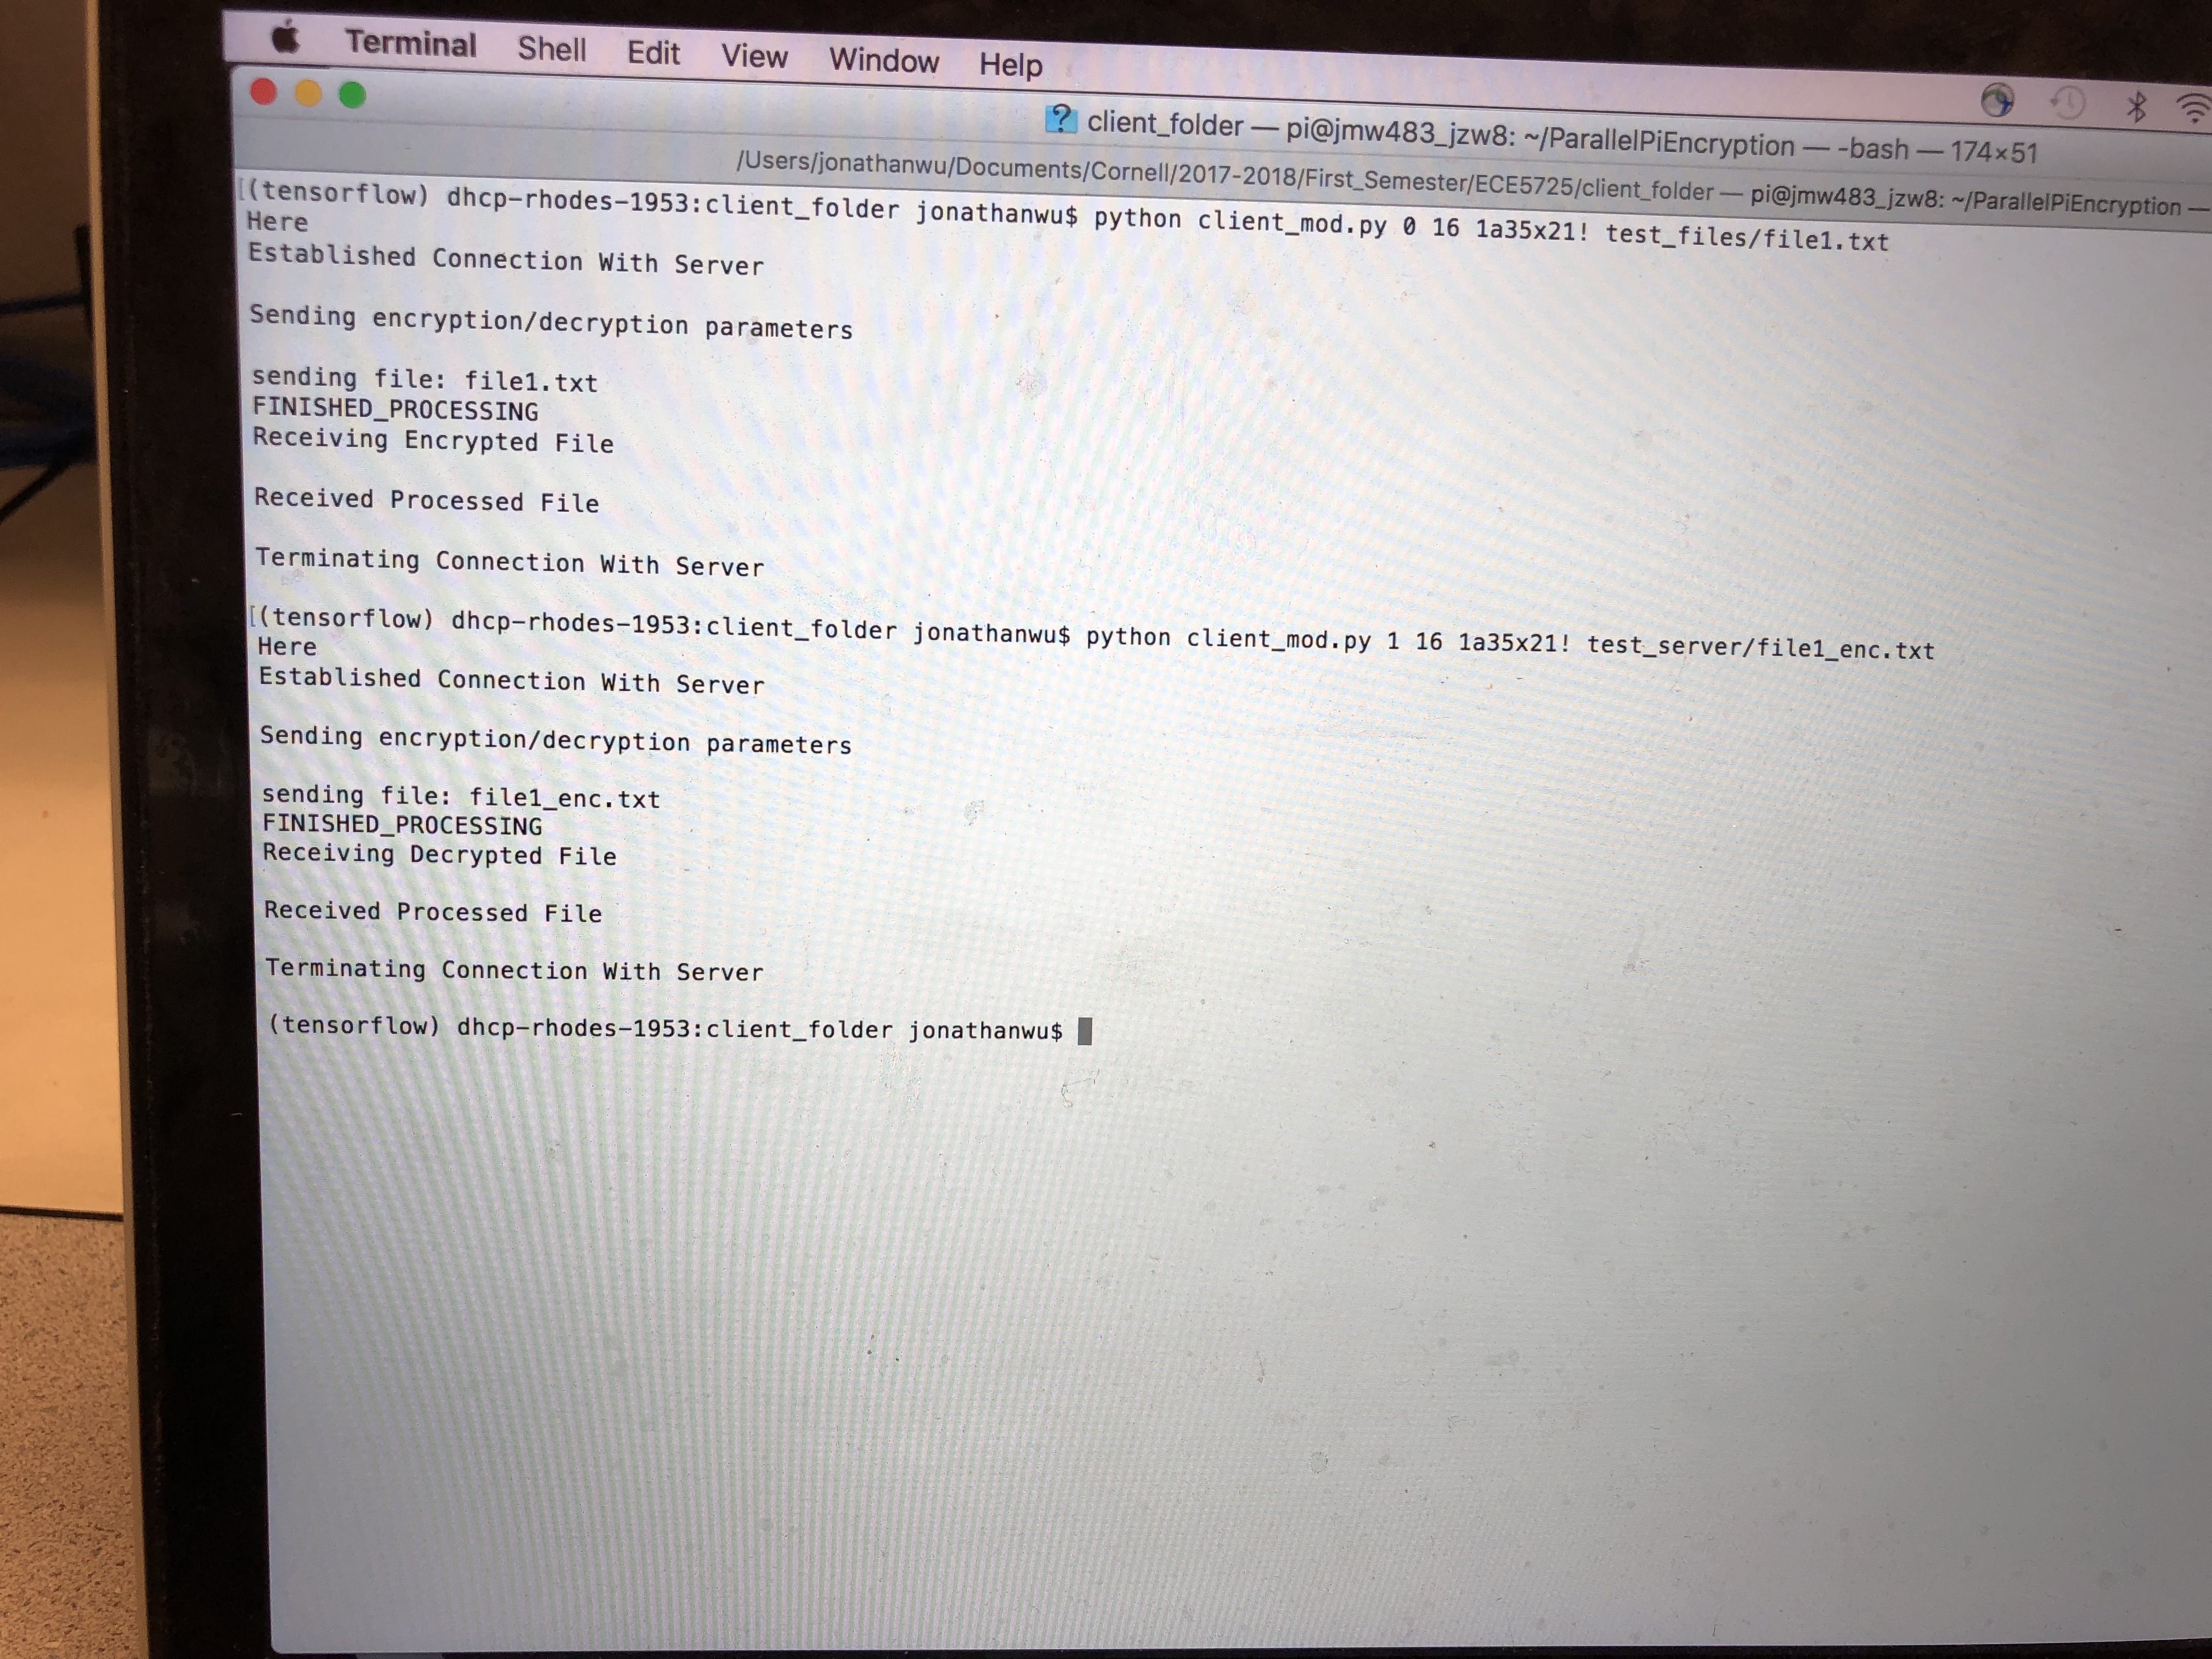 Terminal Shell Edit View Window Help
client_folder — pi@jmw483_jzw8: ~/ParallelPiEncryption — -bash — 174×51
/Users/jonathanwu/Documents/Cornell/2017-2018/First_Semester/ECE5725/client_folder — pi@jmw483_jzw8: ~/ParallelPiEncryption —
[(tensorflow) dhcp-rhodes-1953:client_folder jonathanwu$ python client_mod.py 0 16 1a35x21! test_files/file1.txt
Here
Established Connection With Server
Sending encryption/decryption parameters
sending file: file1.txt
FINISHED_PROCESSING
Receiving Encrypted File
Received Processed File
Terminating Connection With Server
[(tensorflow) dhcp-rhodes-1953:client_folder jonathanwu$ python client_mod.py 1 16 1a35x21! test_server/file1_enc.txt
Here
Established Connection With Server
Sending encryption/decryption parameters
sending file: file1_enc.txt
FINISHED_PROCESSING
Receiving Decrypted File
Received Processed File
Terminating Connection With Server
(tensorflow) dhcp-rhodes-1953:client_folder jonathanwu$